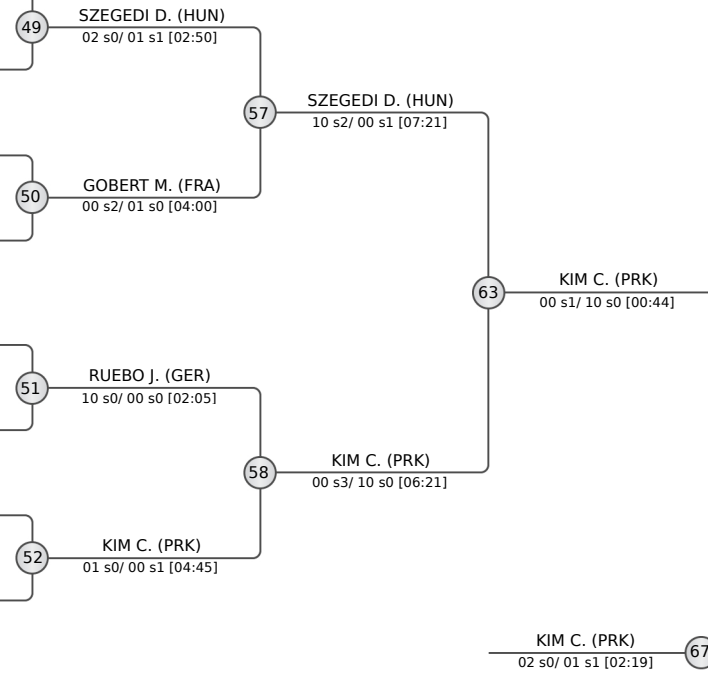 49
SZEGEDI D. (HUN)
02 s0/ 01 s1 [02:50]
57
SZEGEDI D. (HUN)
10 s2/ 00 s1 [07:21]
50
GOBERT M. (FRA)
00 s2/ 01 s0 [04:00]
63
KIM C. (PRK)
00 s1/ 10 s0 [00:44]
51
RUEBO J. (GER)
10 s0/ 00 s0 [02:05]
58
KIM C. (PRK)
00 s3/ 10 s0 [06:21]
52
KIM C. (PRK)
01 s0/ 00 s1 [04:45]
KIM C. (PRK)
02 s0/ 01 s1 [02:19]
67